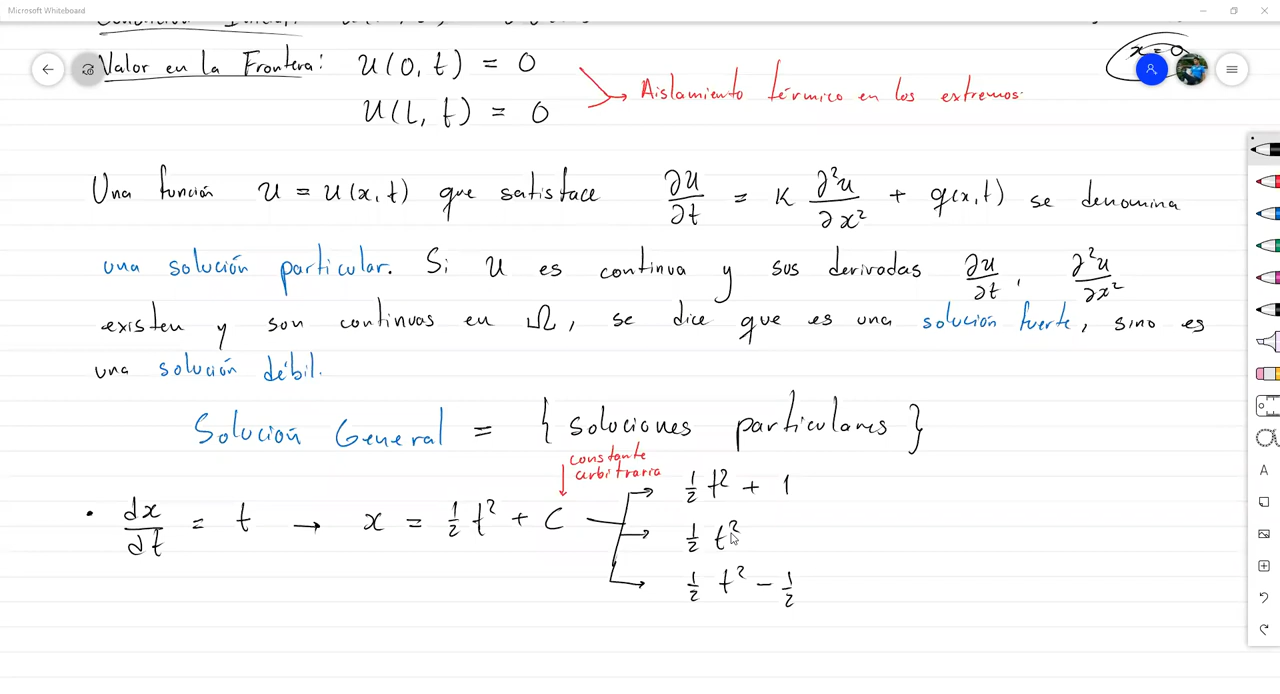 Microsoft Whiteboard
x=0
Valor en la Frontera: u(0, t) = 0
u(L, t) = 0
Aislamiento térmico en los extremos.
Una función u = u(x, t) que satisface ∂u/∂t = K ∂²u/∂x² + q(x, t) se denomina
una solución particular. Si u es continua y sus derivadas ∂u/∂t, ∂²u/∂x²
existen y son continuas en Ω, se dice que es una solución fuerte, sino es
una solución débil.
Solución General = { soluciones particulares }
constante
arbitraria
• dx/dt = t → x = 1/2 t² + C
1/2 t² + 1
1/2 t²
1/2 t² - 1/2
A